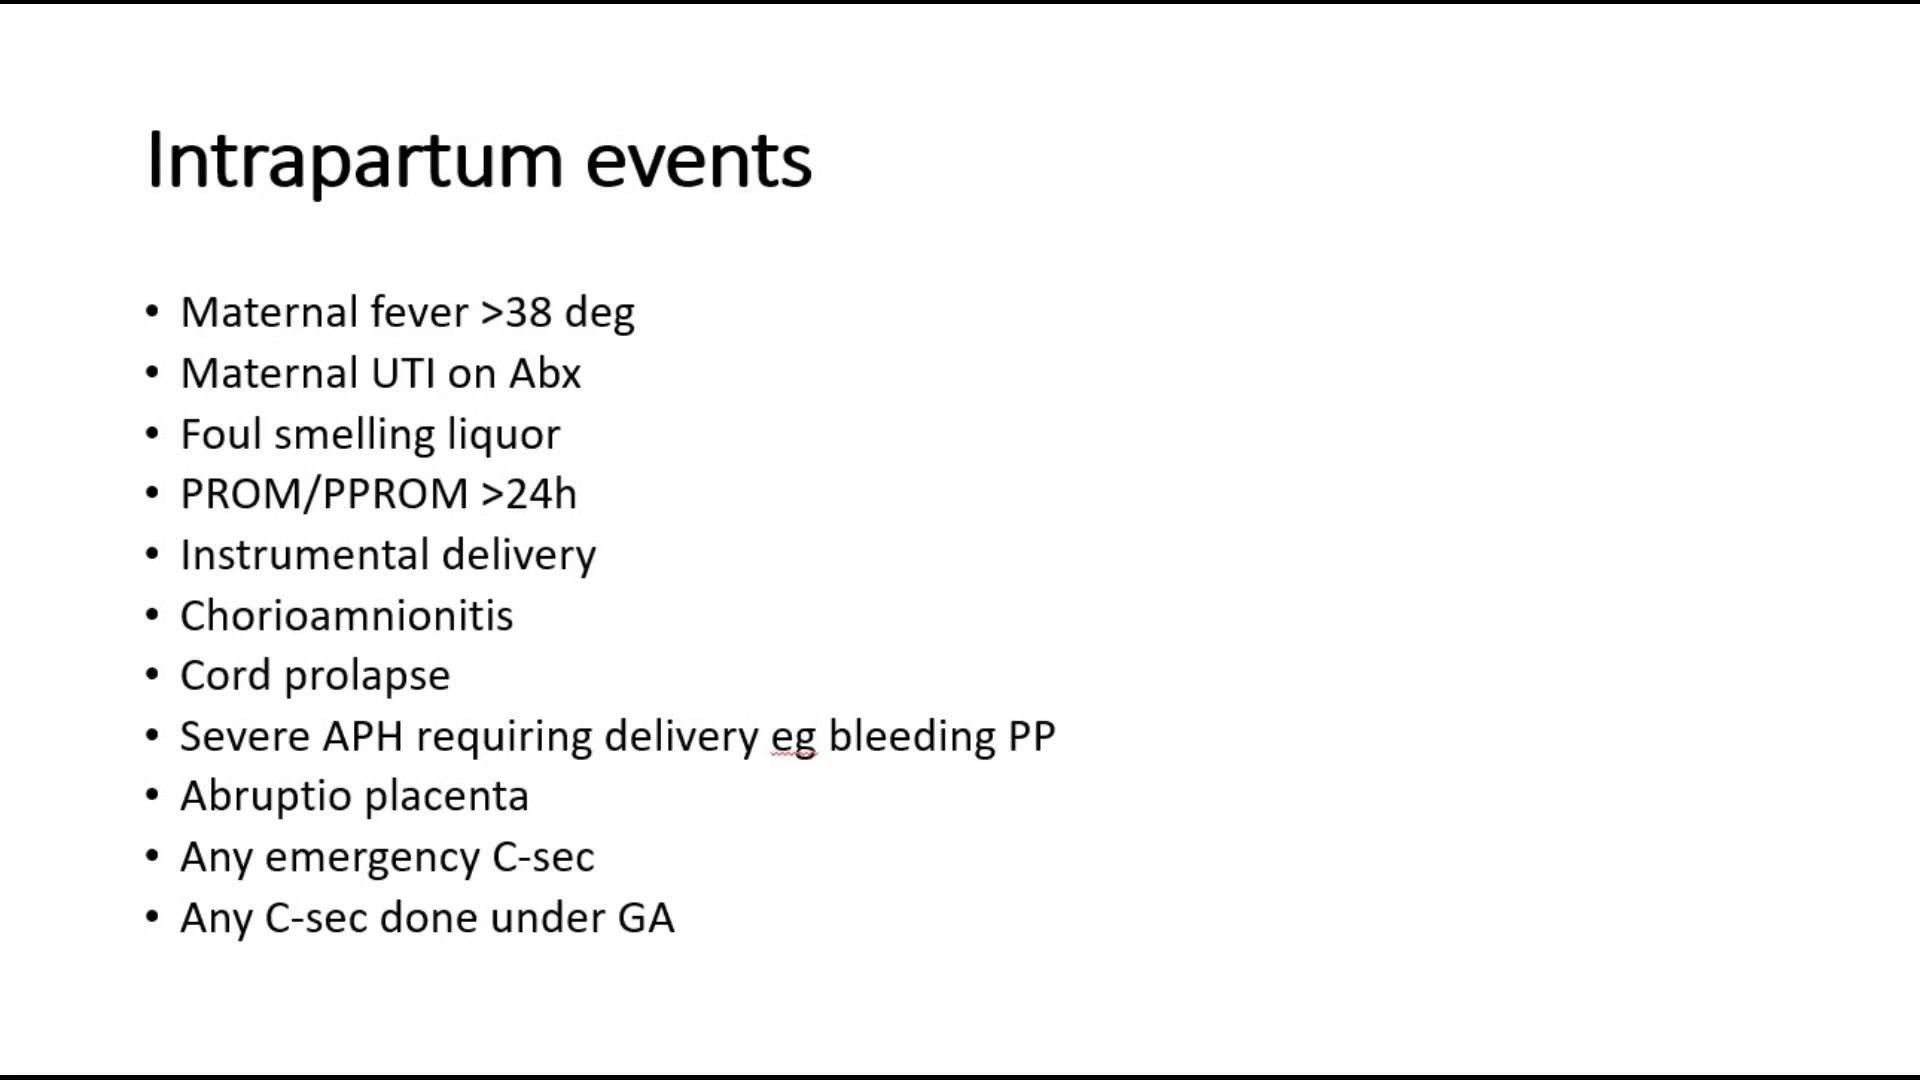 Intrapartum events
• Maternal fever >38 deg
• Maternal UTI on Abx
• Foul smelling liquor
• PROM/PPROM >24h
• Instrumental delivery
• Chorioamnionitis
• Cord prolapse
• Severe APH requiring delivery eg bleeding PP
• Abruptio placenta
• Any emergency C-sec
• Any C-sec done under GA